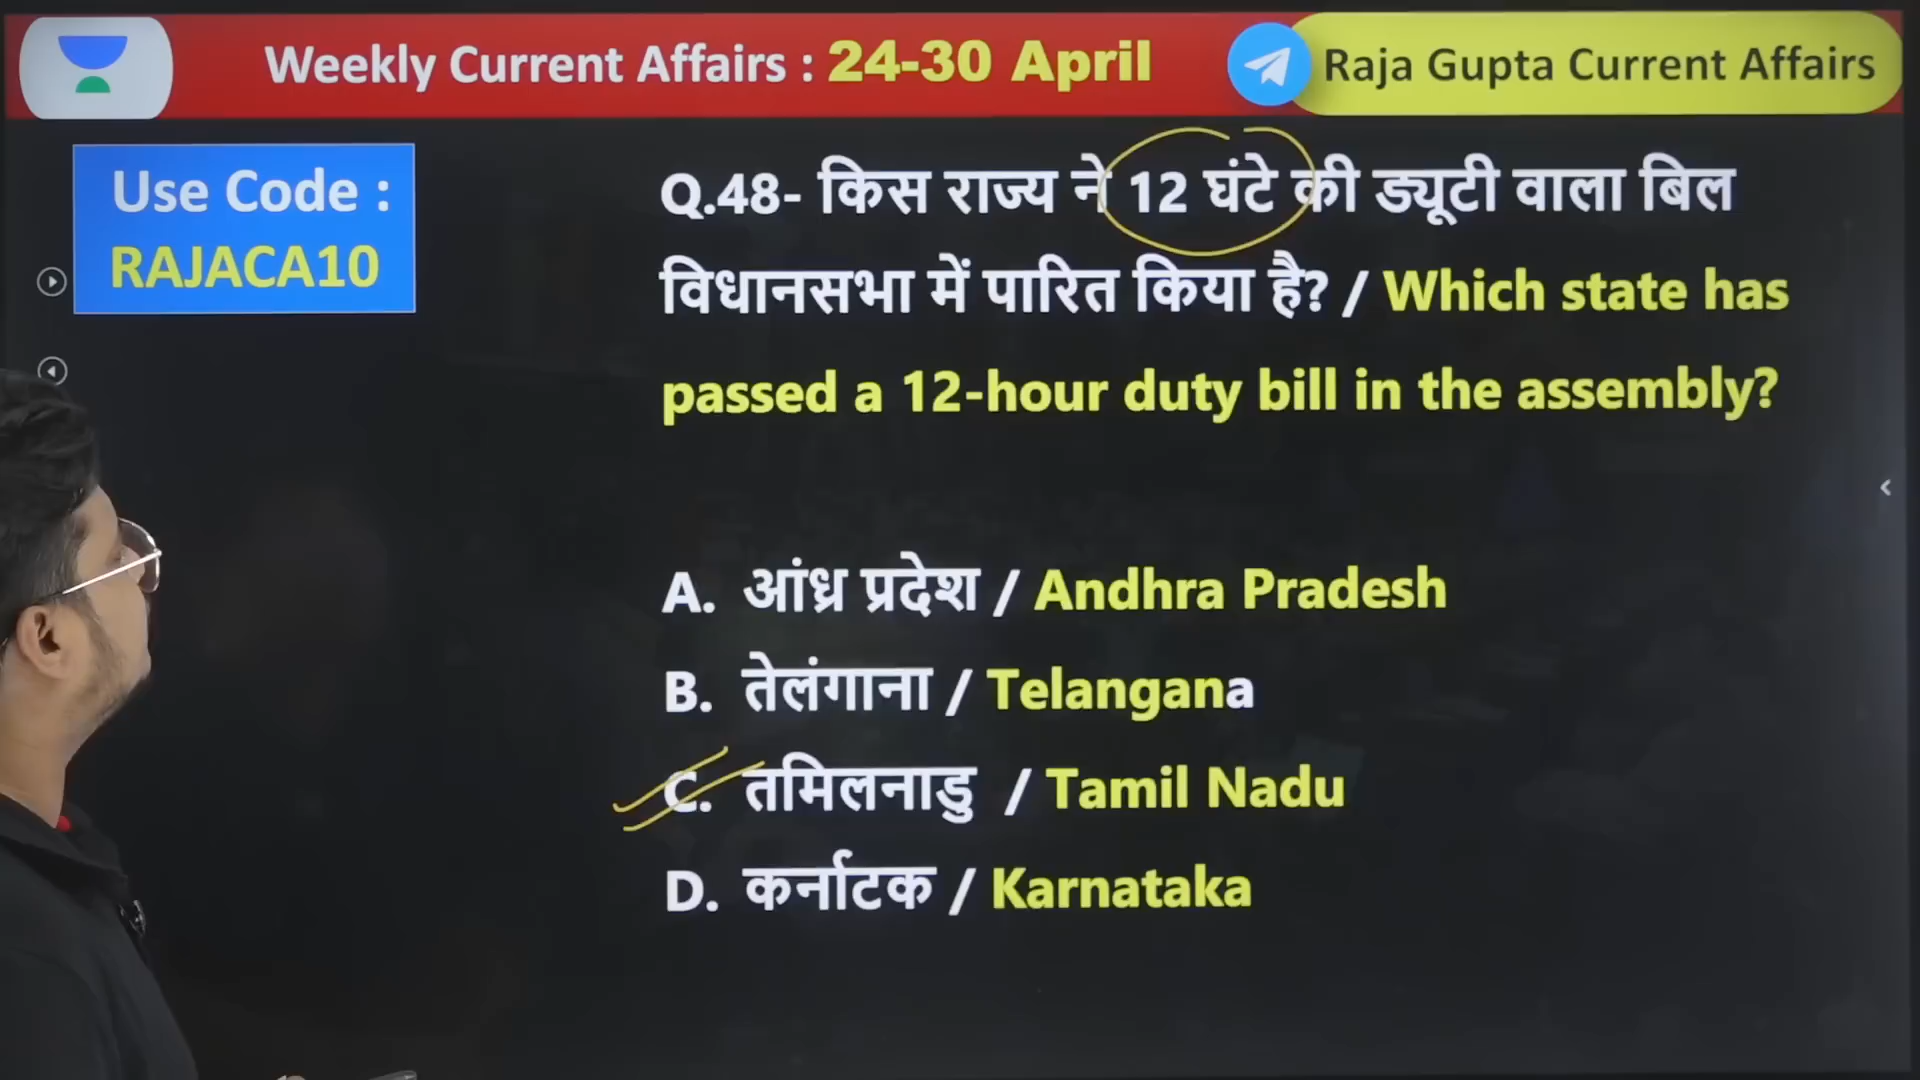 Weekly Current Affairs : 24-30 April
Raja Gupta Current Affairs
Use Code :
RAJACA10
Q.48- किस राज्य ने 12 घंटे की ड्यूटी वाला बिल
विधानसभा में पारित किया है? / Which state has
passed a 12-hour duty bill in the assembly?
A. आंध्र प्रदेश / Andhra Pradesh
B. तेलंगाना / Telangana
C. तमिलनाडु / Tamil Nadu
D. कर्नाटक / Karnataka